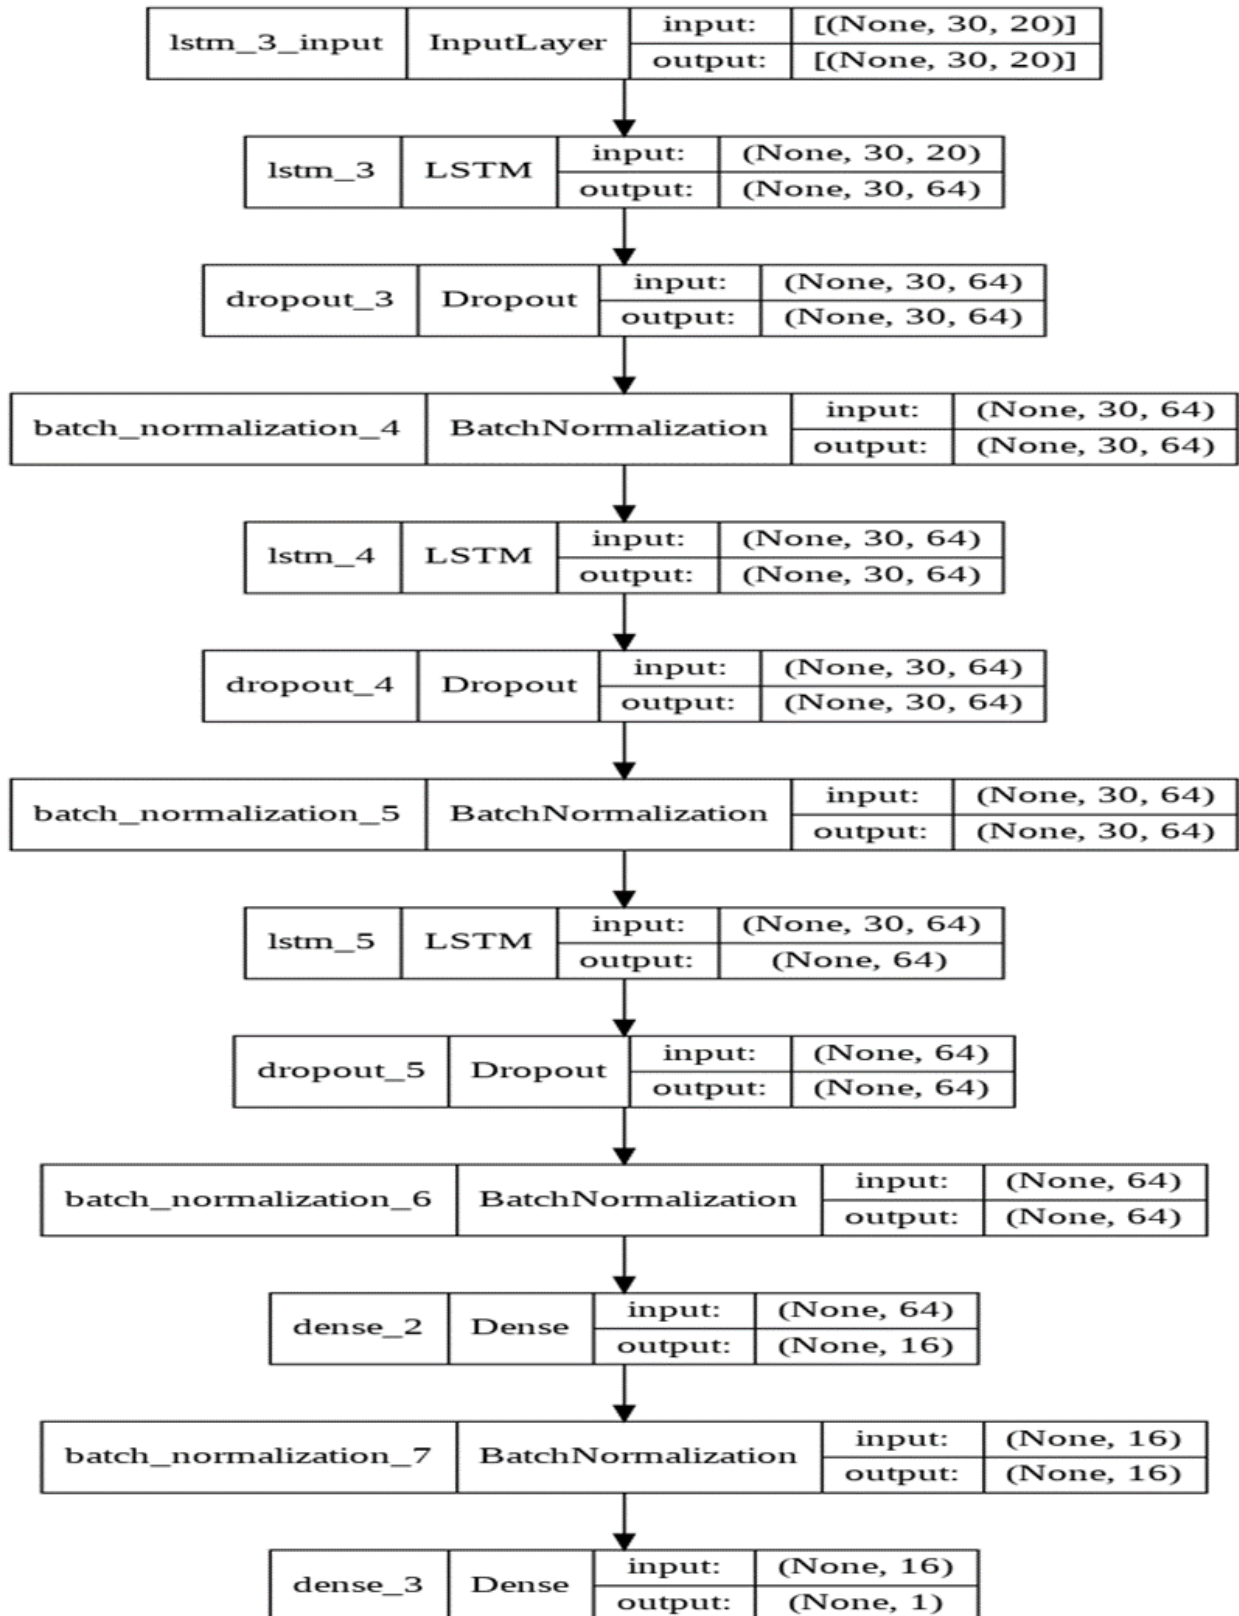 lstm_3_input InputLayer input: [(None, 30, 20)]
output: [(None, 30, 20)]
lstm_3 LSTM input: (None, 30, 20)
output: (None, 30, 64)
dropout_3 Dropout input: (None, 30, 64)
output: (None, 30, 64)
batch_normalization_4 BatchNormalization input: (None, 30, 64)
output: (None, 30, 64)
lstm_4 LSTM input: (None, 30, 64)
output: (None, 30, 64)
dropout_4 Dropout input: (None, 30, 64)
output: (None, 30, 64)
batch_normalization_5 BatchNormalization input: (None, 30, 64)
output: (None, 30, 64)
lstm_5 LSTM input: (None, 30, 64)
output: (None, 64)
dropout_5 Dropout input: (None, 64)
output: (None, 64)
batch_normalization_6 BatchNormalization input: (None, 64)
output: (None, 64)
dense_2 Dense input: (None, 64)
output: (None, 16)
batch_normalization_7 BatchNormalization input: (None, 16)
output: (None, 16)
dense_3 Dense input: (None, 16)
output: (None, 1)